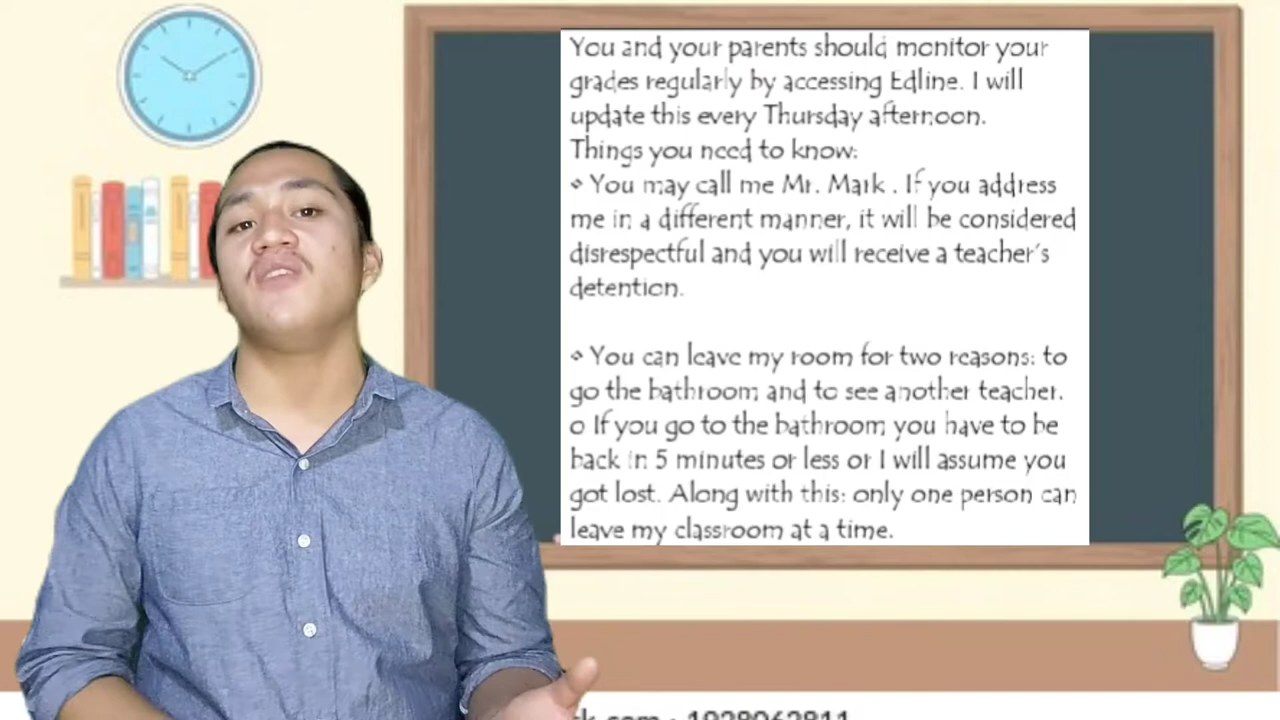 You and your parents should monitor your
grades regularly by accessing Edline. I will
update this every Thursday afternoon.
Things you need to know:
❖ You may call me Mr. Mark . If you address
me in a different manner, it will be considered
disrespectful and you will receive a teacher's
detention.
❖ You can leave my room for two reasons: to
go the bathroom and to see another teacher.
o If you go to the bathroom you have to be
back in 5 minutes or less or I will assume you
got lost. Along with this: only one person can
leave my classroom at a time.